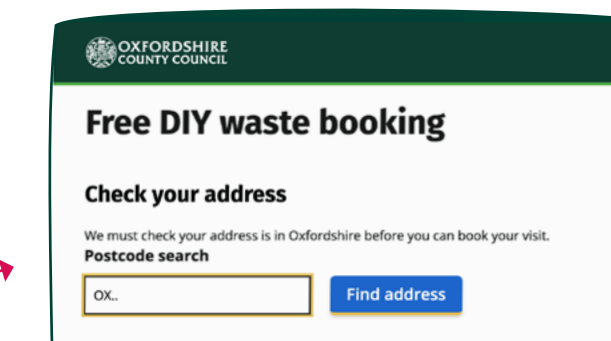 OXFORDSHIRE
COUNTY COUNCIL
Free DIY waste booking
Check your address
We must check your address is in Oxfordshire before you can book your visit.
Postcode search
OX..
Find address